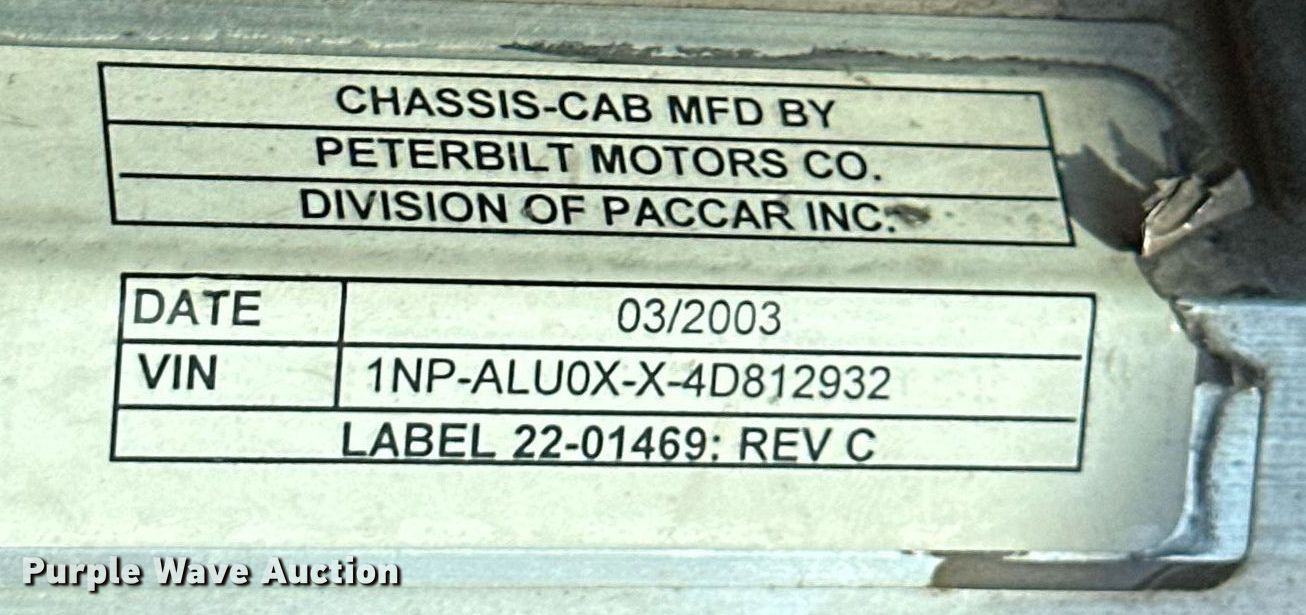 CHASSIS-CAB MFD BY
PETERBILT MOTORS CO.
DIVISION OF PACCAR INC.
DATE 03/2003
VIN 1NP-ALU0X-X-4D812932
LABEL 22-01469: REV C
Purple Wave Auction